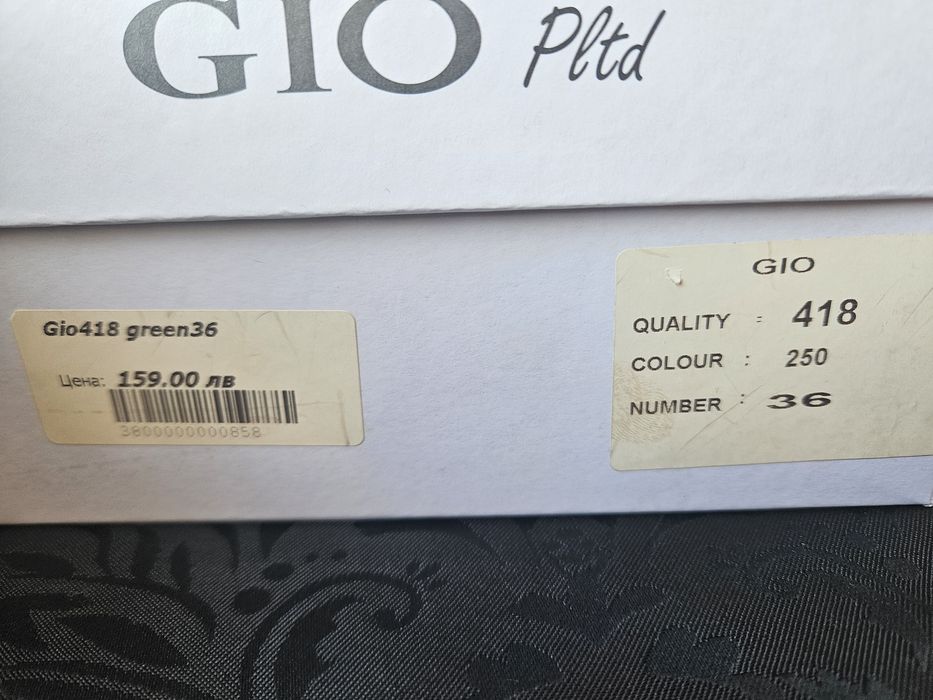 GIO Pltd
Gio418 green36
Цена: 159.00 лв
3800000000858
GIO
QUALITY : 418
COLOUR : 250
NUMBER : 36